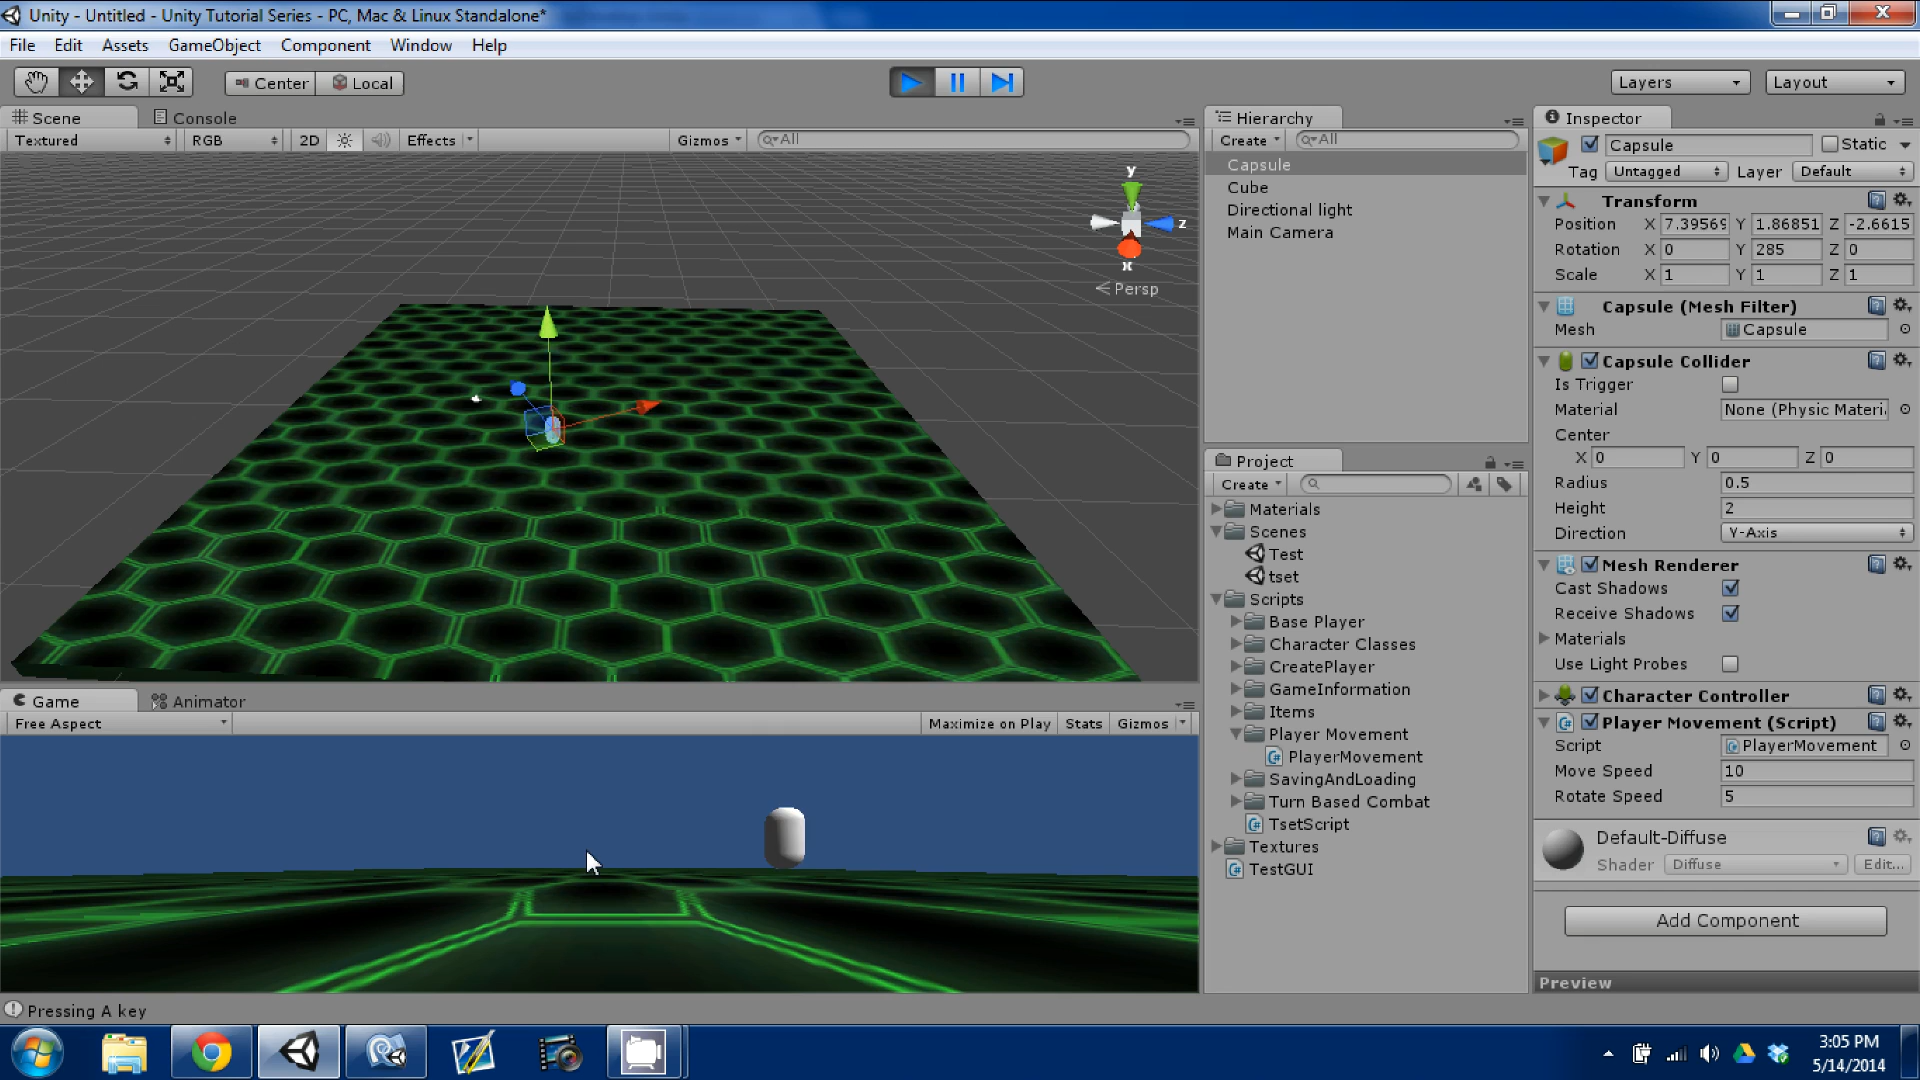 Unity - Untitled - Unity Tutorial Series - PC, Mac & Linux Standalone*
File Edit Assets GameObject Component Window Help
Center Local Layers Layout
Scene Console
Textured RGB 2D Effects Gizmos All
y
z
x
Persp
Game Animator
Free Aspect Maximize on Play Stats Gizmos
Pressing A key
Hierarchy
Create All
Capsule
Cube
Directional light
Main Camera
Project
Create
Materials
Scenes
Test
tset
Scripts
Base Player
Character Classes
CreatePlayer
GameInformation
Items
Player Movement
PlayerMovement
SavingAndLoading
Turn Based Combat
TsetScript
Textures
TestGUI
Inspector
Capsule Static
Tag Untagged Layer Default
Transform
Position X 7.39569 Y 1.86851 Z -2.6615
Rotation X 0 Y 285 Z 0
Scale X 1 Y 1 Z 1
Capsule (Mesh Filter)
Mesh Capsule
Capsule Collider
Is Trigger
Material None (Physic Materi
Center
X 0 Y 0 Z 0
Radius 0.5
Height 2
Direction Y-Axis
Mesh Renderer
Cast Shadows
Receive Shadows
Materials
Use Light Probes
Character Controller
Player Movement (Script)
Script PlayerMovement
Move Speed 10
Rotate Speed 5
Default-Diffuse
Shader Diffuse Edit...
Add Component
Preview
3:05 PM
5/14/2014